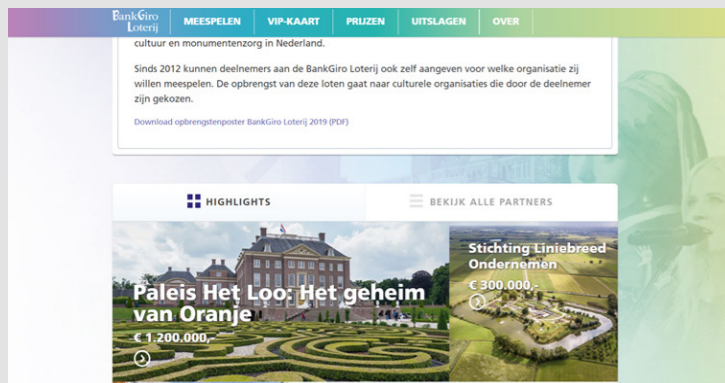 BankGiro Loterij
MEESPELEN
VIP-KAART
PRIJZEN
UITSLAGEN
OVER
cultuur en monumentenzorg in Nederland.
Sinds 2012 kunnen deelnemers aan de BankGiro Loterij ook zelf aangeven voor welke organisatie zij
willen meespelen. De opbrengst van deze loten gaat naar culturele organisaties die door de deelnemer
zijn gekozen.
Download opbrengstenposter BankGiro Loterij 2019 (PDF)
HIGHLIGHTS
BEKIJK ALLE PARTNERS
Paleis Het Loo: Het geheim
van Oranje
€ 1.200.000,-
Stichting Liniebreed
Ondernemen
€ 300.000,-